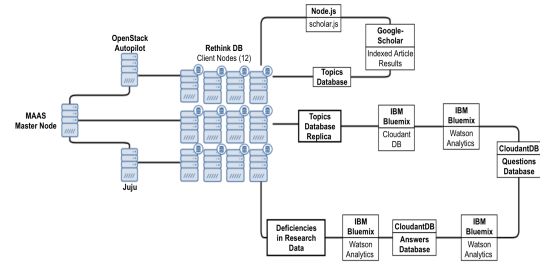 Node.js
scholar.js
Google-
Scholar
Indexed Article
Results
OpenStack
Autopilot
Rethink DB
Client Nodes (12)
Topics
Database
MAAS
Master Node
Topics
Database
Replica
IBM
Bluemix
Cloudant
DB
IBM
Bluemix
Watson
Analytics
CloudantDB
Questions
Database
Juju
Deficiencies
in Research
Data
IBM
Bluemix
Watson
Analytics
CloudantDB
Answers
Database
IBM
Bluemix
Watson
Analytics